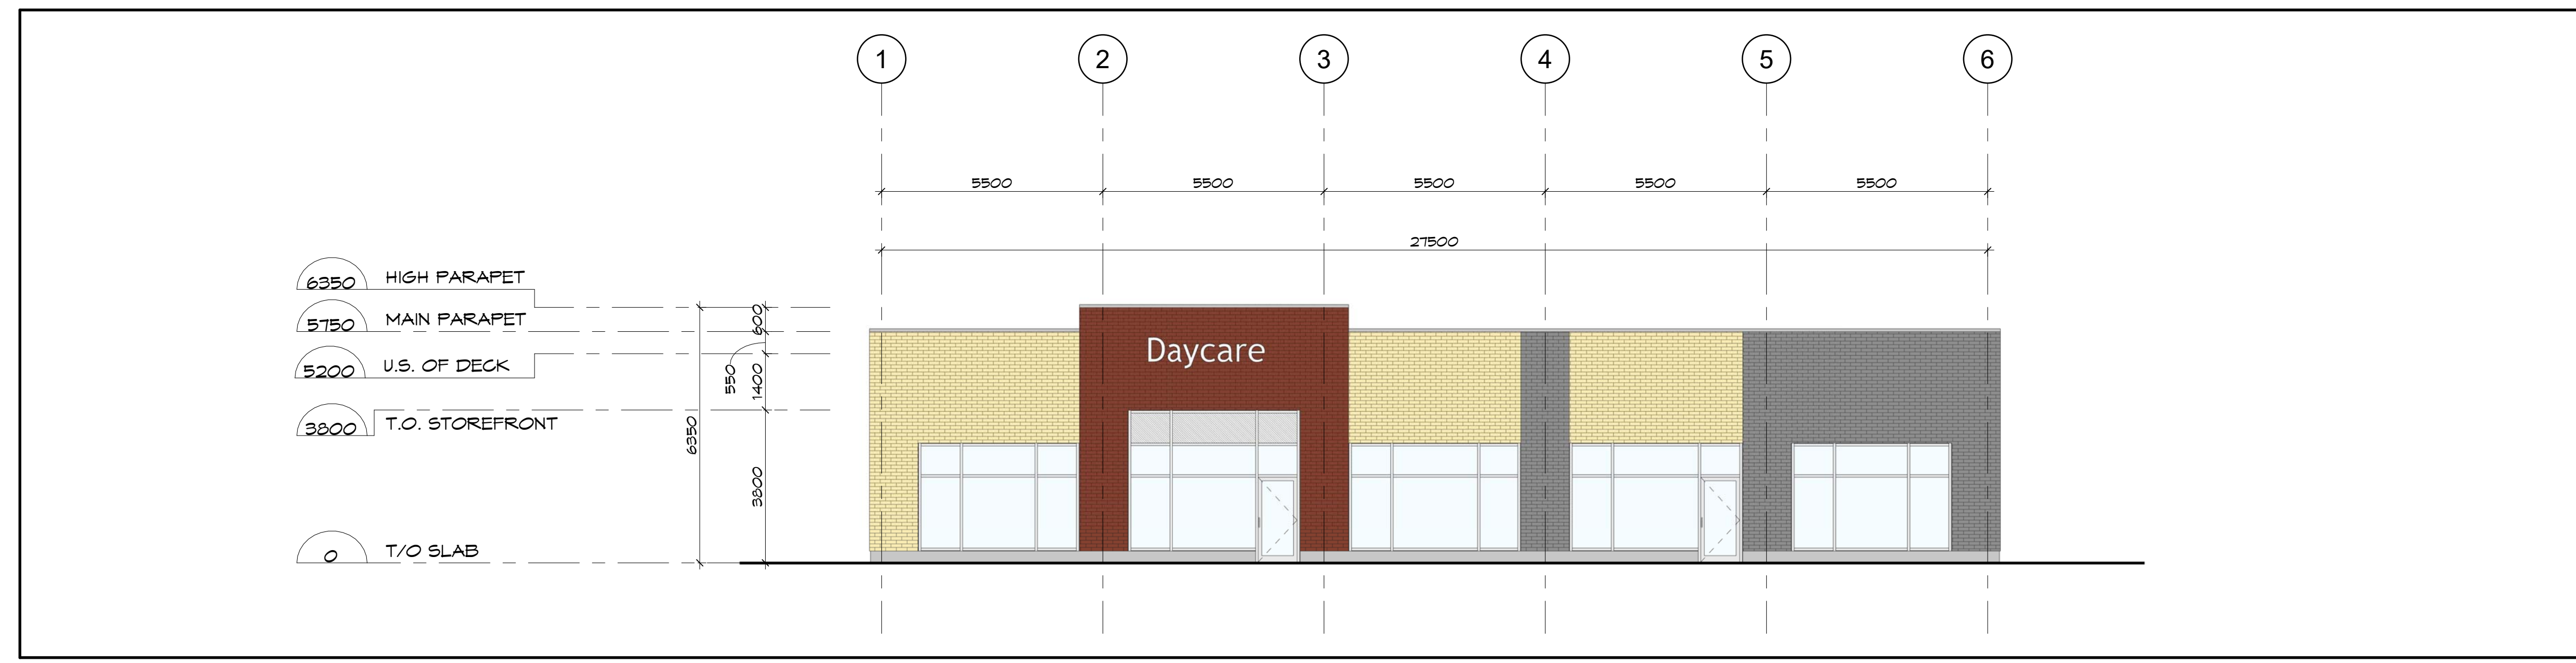 1 2 3 4 5 6
5500 5500 5500 5500 5500
27500
6350 HIGH PARAPET
5750 MAIN PARAPET
5200 U.S. OF DECK
3800 T.O. STOREFRONT
0 T/O SLAB
6350
600
550
1400
3800
Daycare